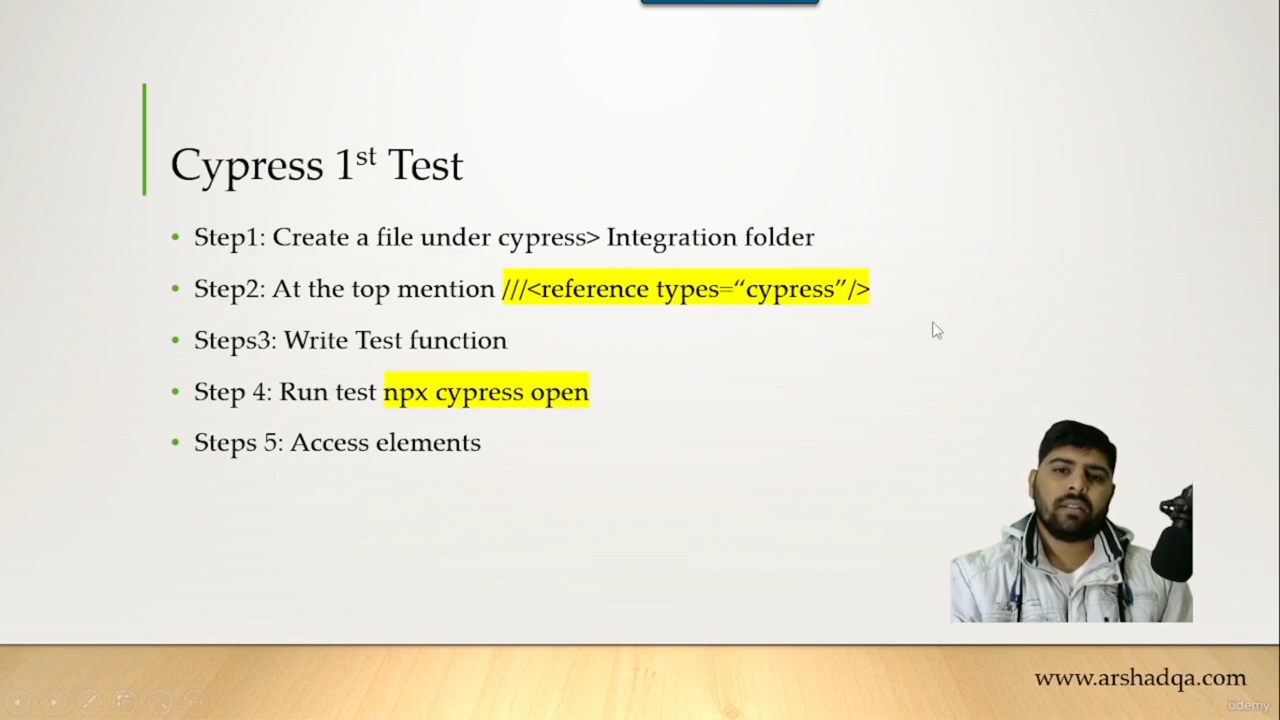 Cypress 1st Test
• Step1: Create a file under cypress> Integration folder
• Step2: At the top mention ///<reference types=“cypress”/>
• Steps3: Write Test function
• Step 4: Run test npx cypress open
• Steps 5: Access elements
www.arshadqa.com
ûdemy